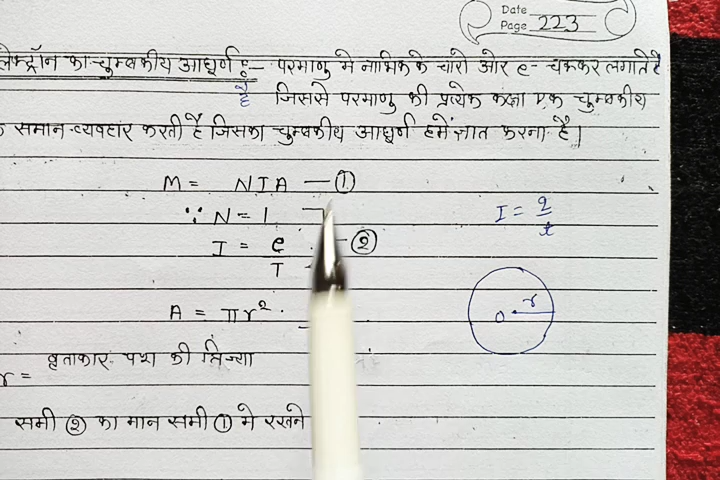 Date
Page 223
लेक्ट्रॉन का चुम्बकीय आघूर्ण :- परमाणु मे नाभिक के चारो ओर e- चक्कर लगाते है
है जिससे परमाणु की प्रत्येक कक्षा एक चुम्बकीय
समान व्यवहार करती है जिसका चुम्बकीय आघूर्ण हमें ज्ञात करना है।
M = NIA — ①
∵ N = 1
I = q/t
I = e/T — ②
A = πr²
O r
r = वृताकार पथ की त्रिज्या
समी ② का मान समी ① मे रखने